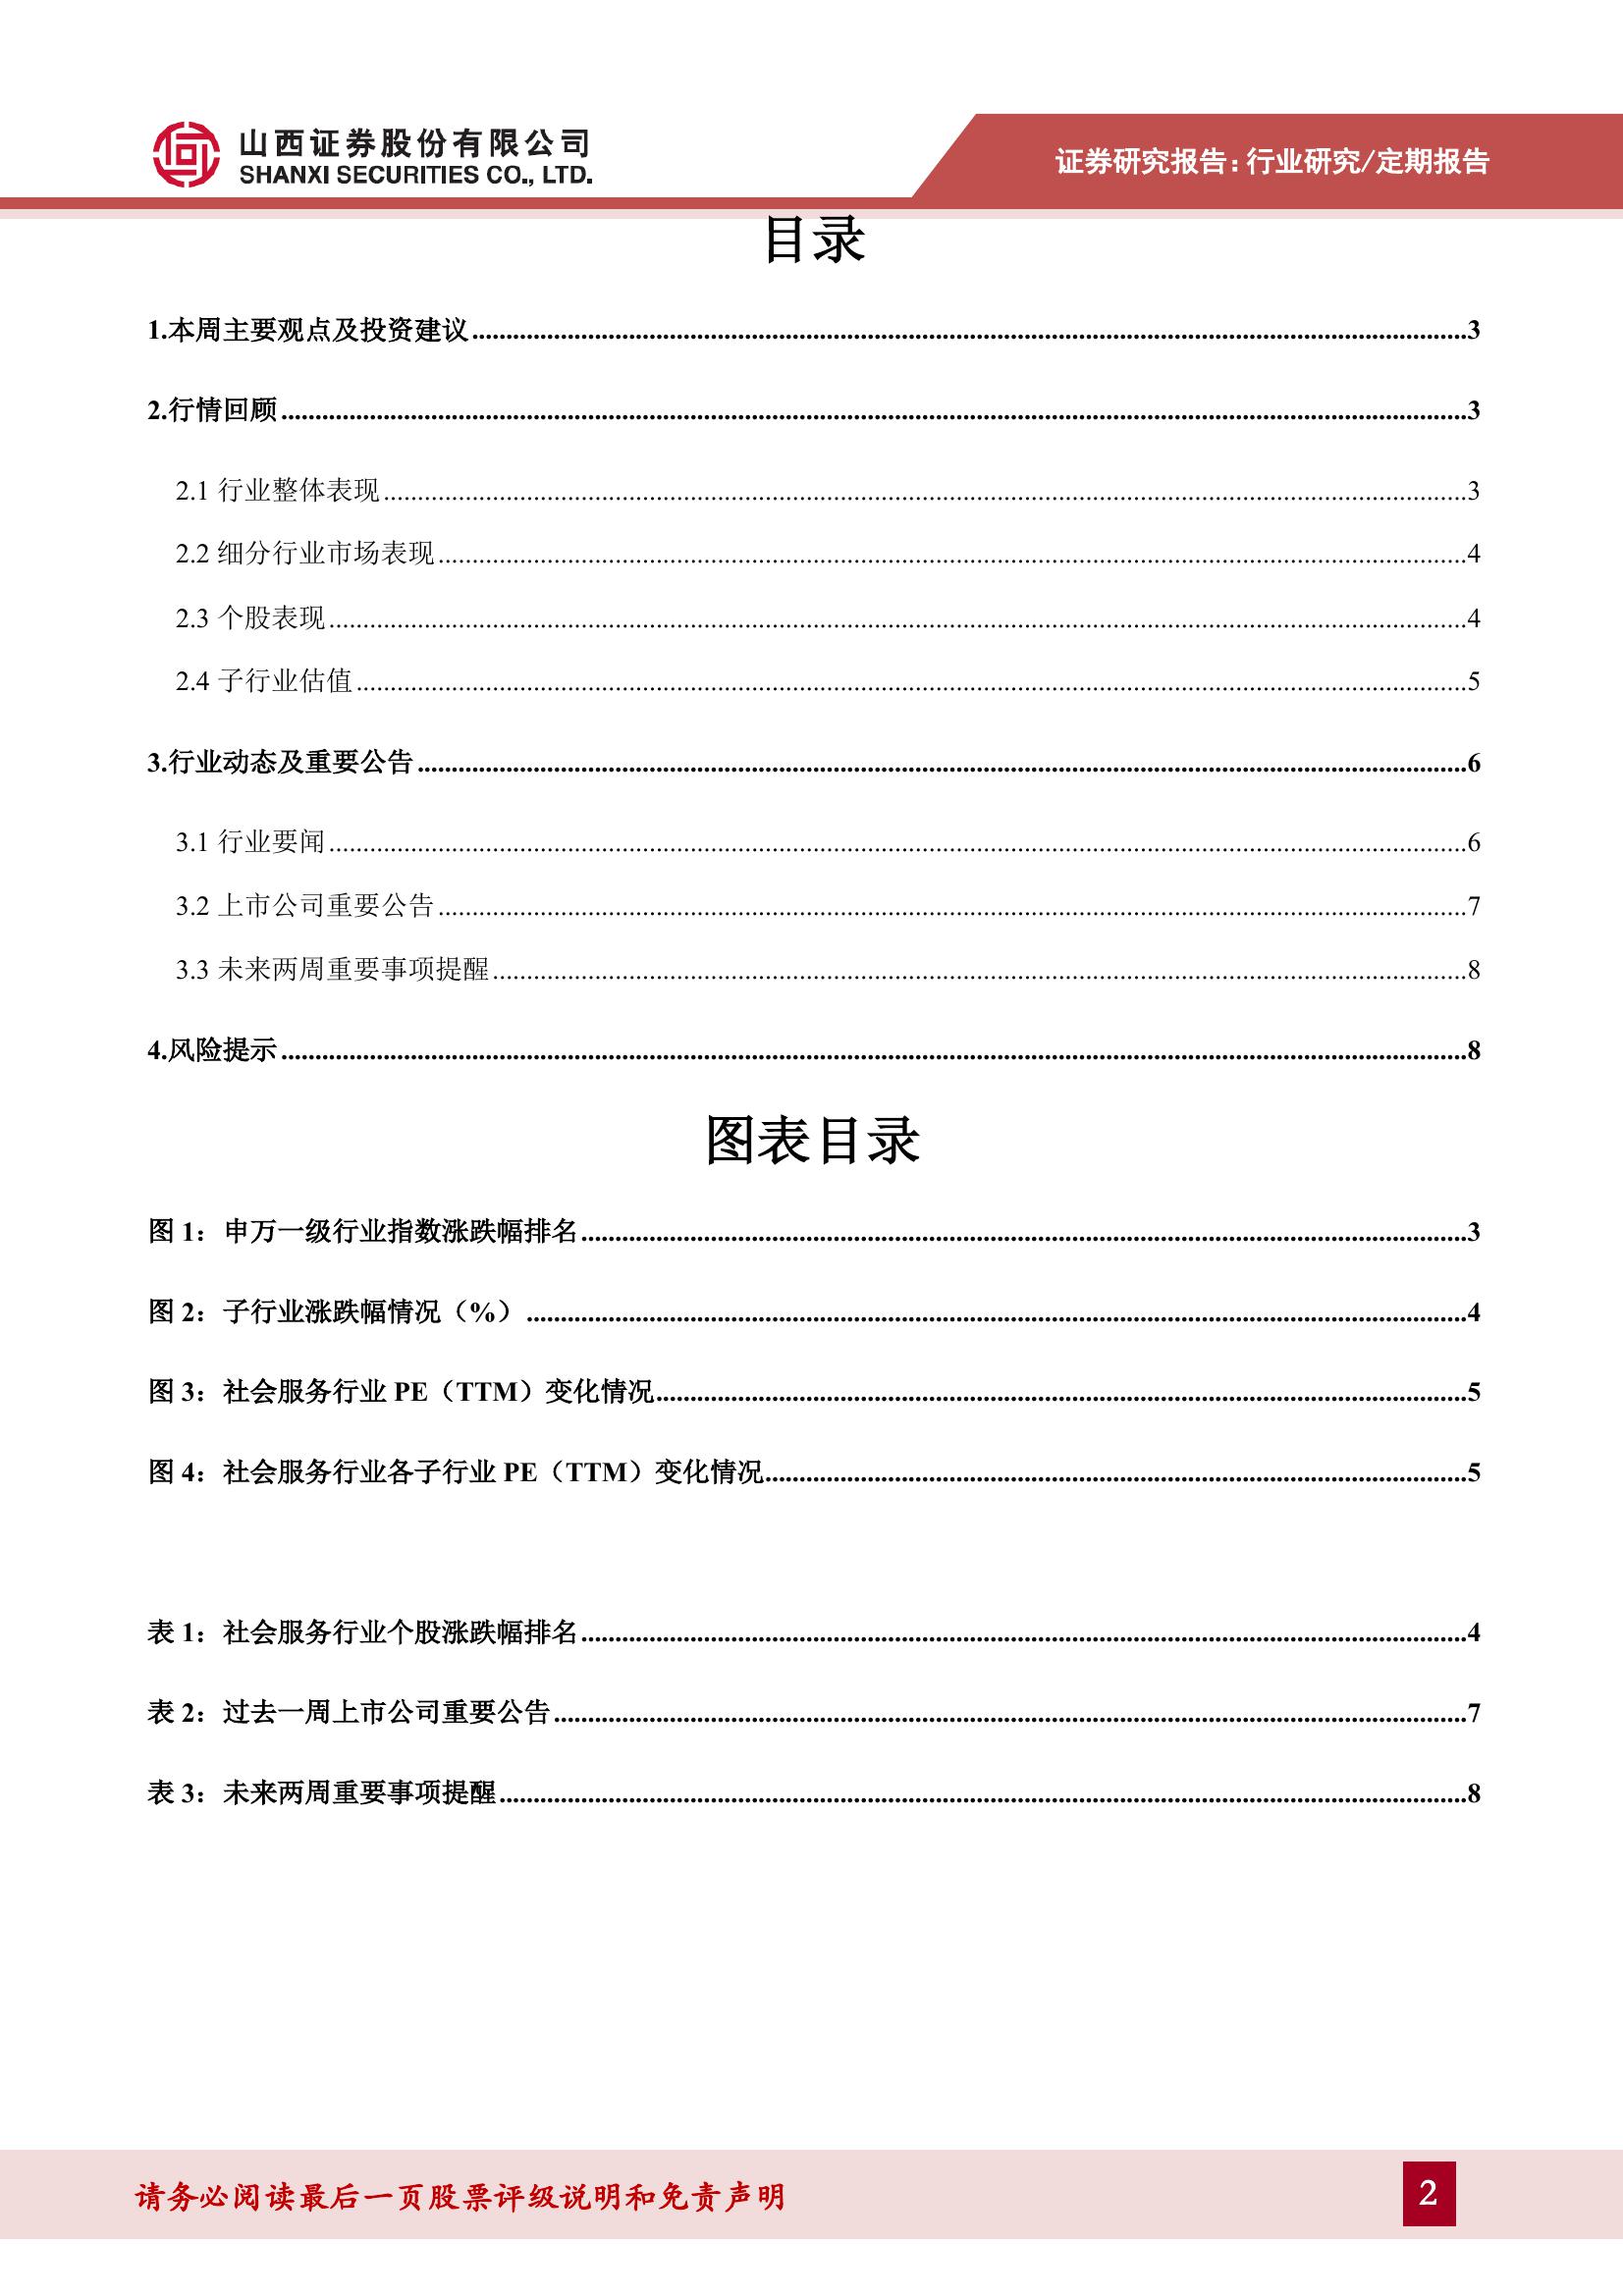 山西证券股份有限公司
SHANXI SECURITIES CO., LTD.
证券研究报告:行业研究/定期报告
目录
1.本周主要观点及投资建议....................3
2.行情回顾....................3
2.1 行业整体表现....................3
2.2 细分行业市场表现....................4
2.3 个股表现....................4
2.4 子行业估值....................5
3.行业动态及重要公告....................6
3.1 行业要闻....................6
3.2 上市公司重要公告....................7
3.3 未来两周重要事项提醒....................8
4.风险提示....................8
图表目录
图 1：申万一级行业指数涨跌幅排名....................3
图 2：子行业涨跌幅情况（%）....................4
图 3：社会服务行业 PE（TTM）变化情况....................5
图 4：社会服务行业各子行业 PE（TTM）变化情况....................5
表 1：社会服务行业个股涨跌幅排名....................4
表 2：过去一周上市公司重要公告....................7
表 3：未来两周重要事项提醒....................8
请务必阅读最后一页股票评级说明和免责声明
2